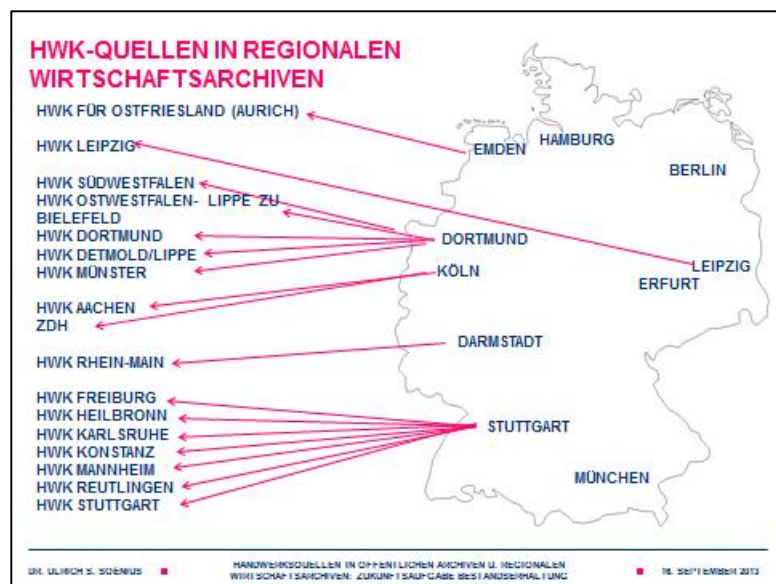 HWK-QUELLEN IN REGIONALEN
WIRTSCHAFTSARCHIVEN
HWK FÜR OSTFRIESLAND (AURICH)
HWK LEIPZIG
HWK SÜDWESTFALEN
HWK OSTWESTFALEN- LIPPE ZU
BIELEFELD
HWK DORTMUND
HWK DETMOLD/LIPPE
HWK MÜNSTER
HWK AACHEN
ZDH
HWK RHEIN-MAIN
HWK FREIBURG
HWK HEILBRONN
HWK KARLSRUHE
HWK KONSTANZ
HWK MANNHEIM
HWK REUTLINGEN
HWK STUTTGART
EMDEN
HAMBURG
BERLIN
DORTMUND
LEIPZIG
KÖLN
ERFURT
DARMSTADT
STUTTGART
MÜNCHEN
DR. ULRICH S. SOÉNIUS
HANDWERKSQUELLEN IN ÖFFENTLICHEN ARCHIVEN U. REGIONALEN
WIRTSCHAFTSARCHIVEN: ZUKUNFTSAUFGABE BESTANDSERHALTUNG
16. SEPTEMBER 2013